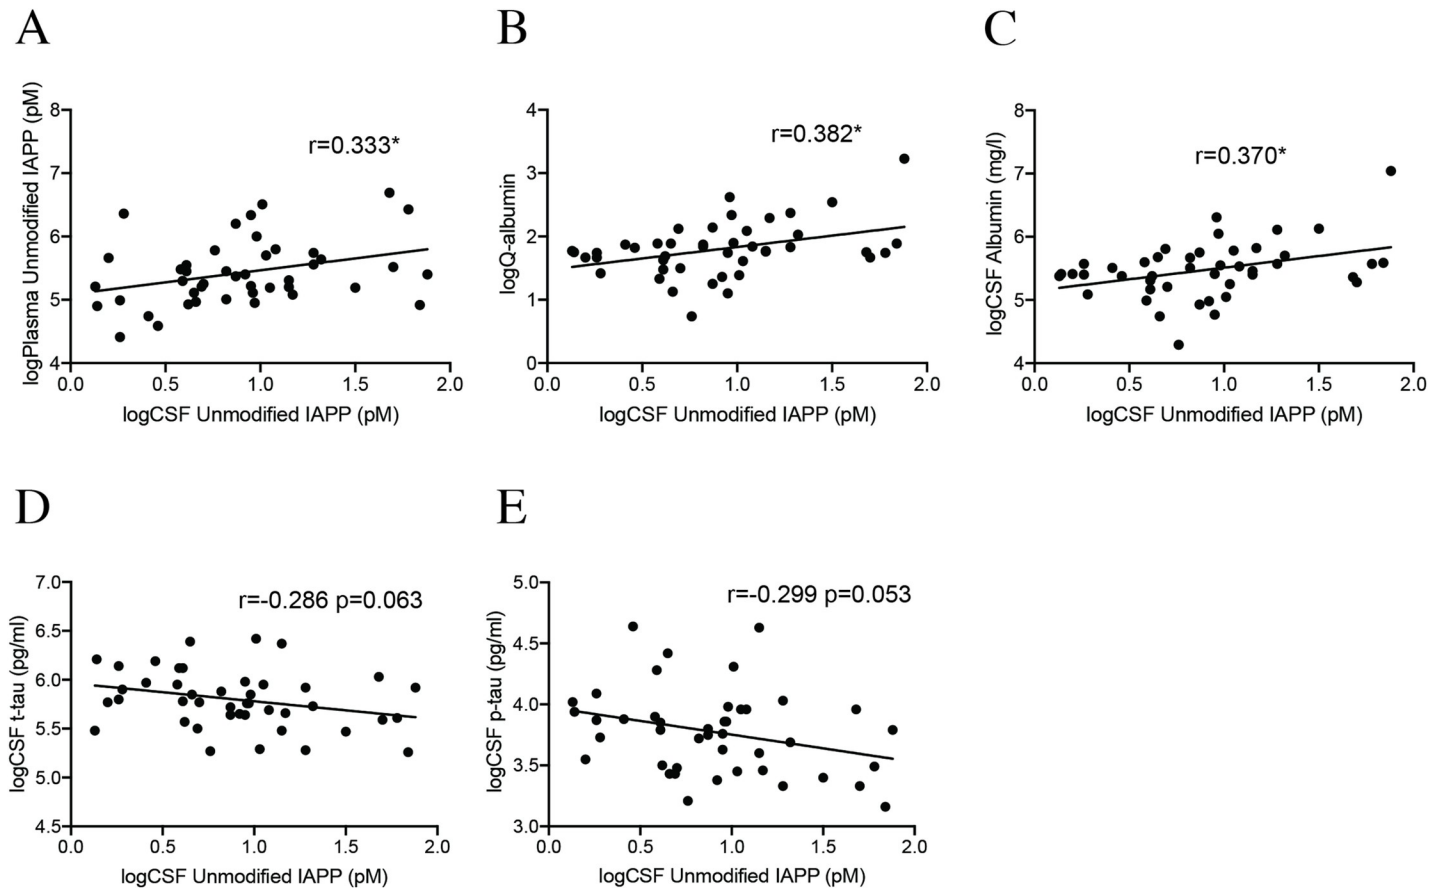 A
B
C
logPlasma Unmodified IAPP (pM)
8
7
6
5
4
r=0.333*
0.0 0.5 1.0 1.5 2.0
logCSF Unmodified IAPP (pM)
logQ-albumin
4
3
2
1
0
r=0.382*
0.0 0.5 1.0 1.5 2.0
logCSF Unmodified IAPP (pM)
logCSF Albumin (mg/l)
8
7
6
5
4
r=0.370*
0.0 0.5 1.0 1.5 2.0
logCSF Unmodified IAPP (pM)
D
E
logCSF t-tau (pg/ml)
7.0
6.5
6.0
5.5
5.0
4.5
r=-0.286 p=0.063
0.0 0.5 1.0 1.5 2.0
logCSF Unmodified IAPP (pM)
logCSF p-tau (pg/ml)
5.0
4.5
4.0
3.5
3.0
r=-0.299 p=0.053
0.0 0.5 1.0 1.5 2.0
logCSF Unmodified IAPP (pM)